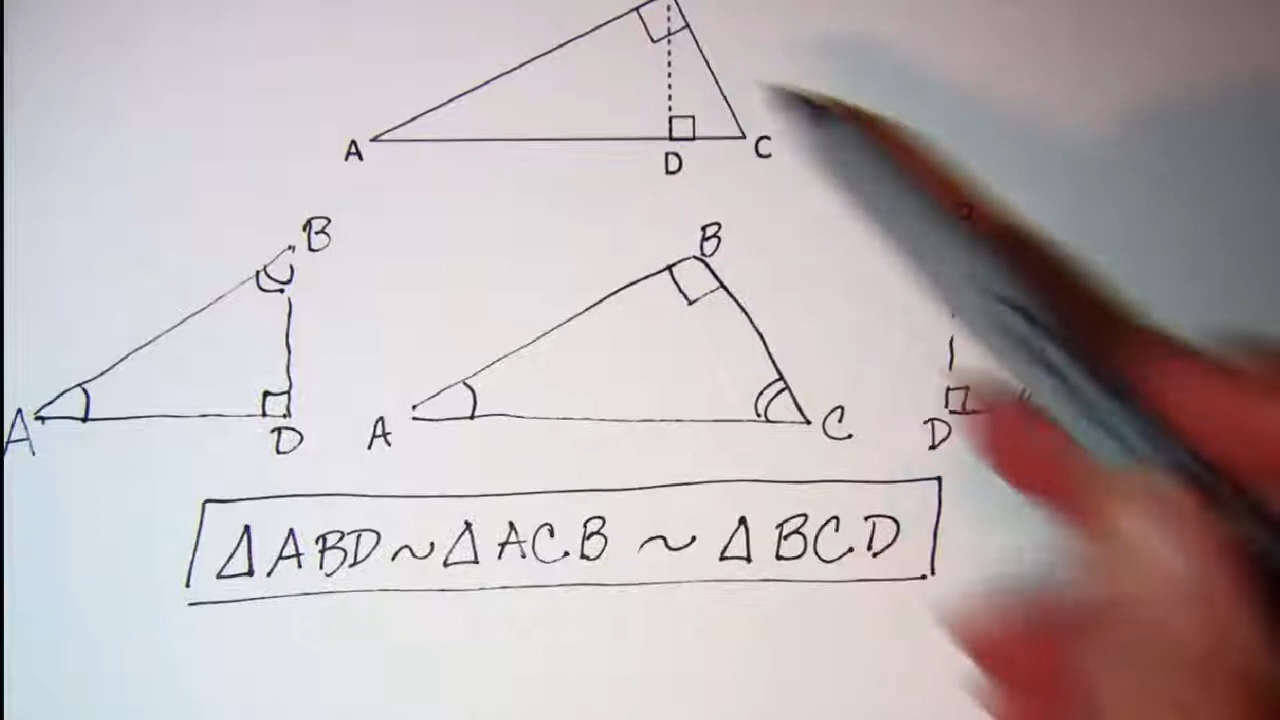 A D C
B B
A D A C D
ΔABD ~ ΔACB ~ ΔBCD